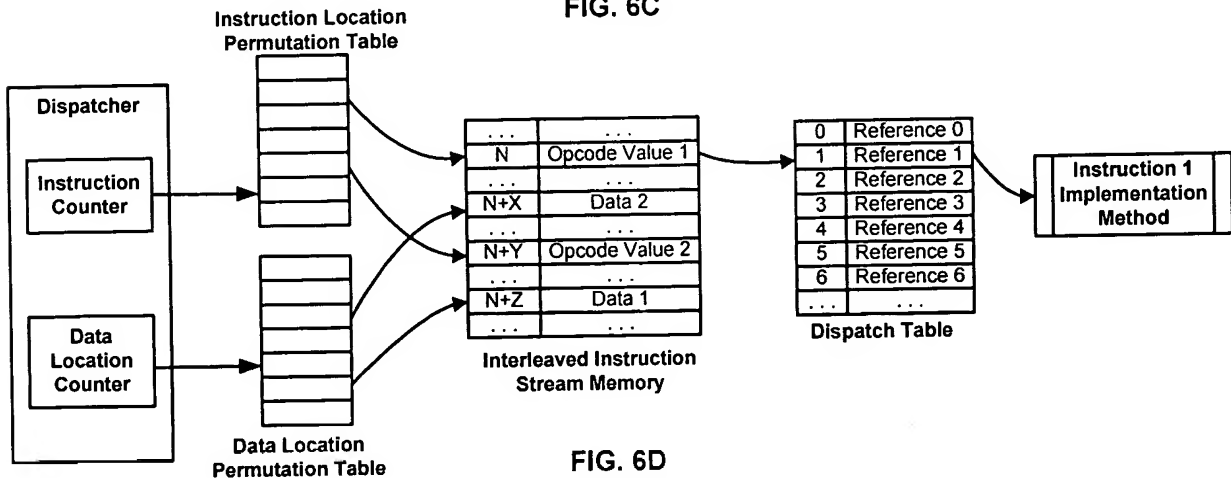 FIG. 6C
Instruction Location
Permutation Table
Dispatcher
Instruction
Counter
Data
Location
Counter
Data Location
Permutation Table
. . . . . .
N Opcode Value 1
. . . . . .
N+X Data 2
. . . . . .
N+Y Opcode Value 2
. . . . . .
N+Z Data 1
. . . . . .
Interleaved Instruction
Stream Memory
0 Reference 0
1 Reference 1
2 Reference 2
3 Reference 3
4 Reference 4
5 Reference 5
6 Reference 6
. . . . . .
Dispatch Table
Instruction 1
Implementation
Method
FIG. 6D